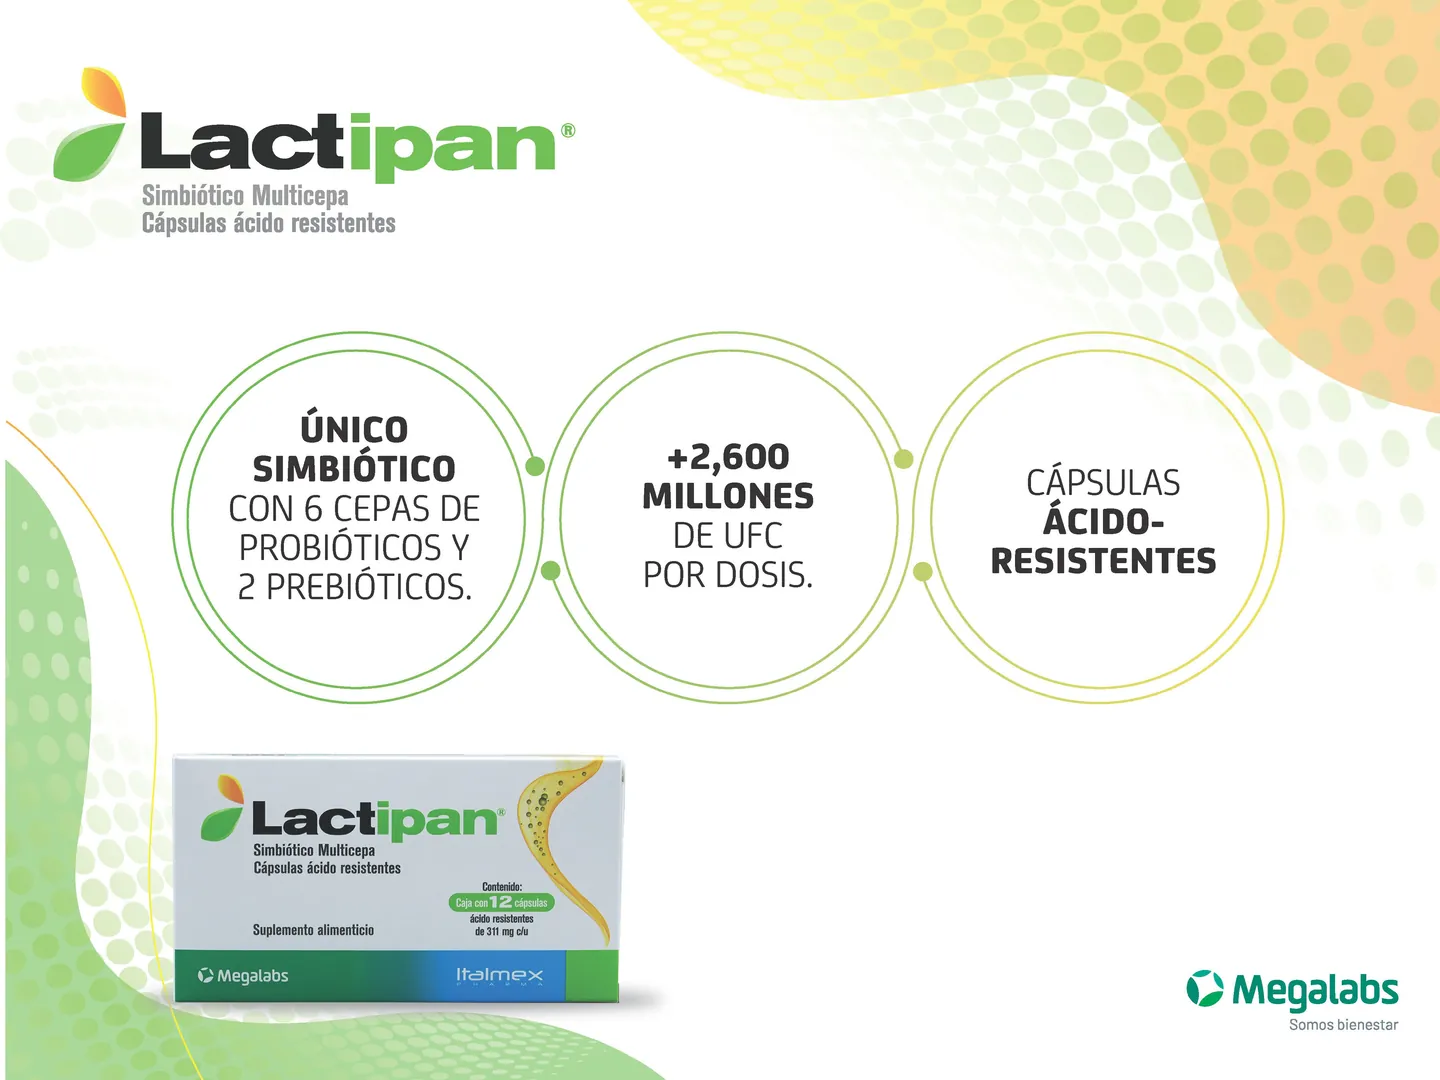 Lactipan®
Simbiótico Multicepa
Cápsulas ácido resistentes
ÚNICO
SIMBIÓTICO
CON 6 CEPAS DE
PROBIÓTICOS Y
2 PREBIÓTICOS.
+2,600
MILLONES
DE UFC
POR DOSIS.
CÁPSULAS
ÁCIDO-
RESISTENTES
Lactipan®
Simbiótico Multicepa
Cápsulas ácido resistentes
Contenido:
Caja con 12 cápsulas
ácido resistentes
de 311 mg c/u
Suplemento alimenticio
Megalabs
Italmex
PHARMA
Megalabs
Somos bienestar